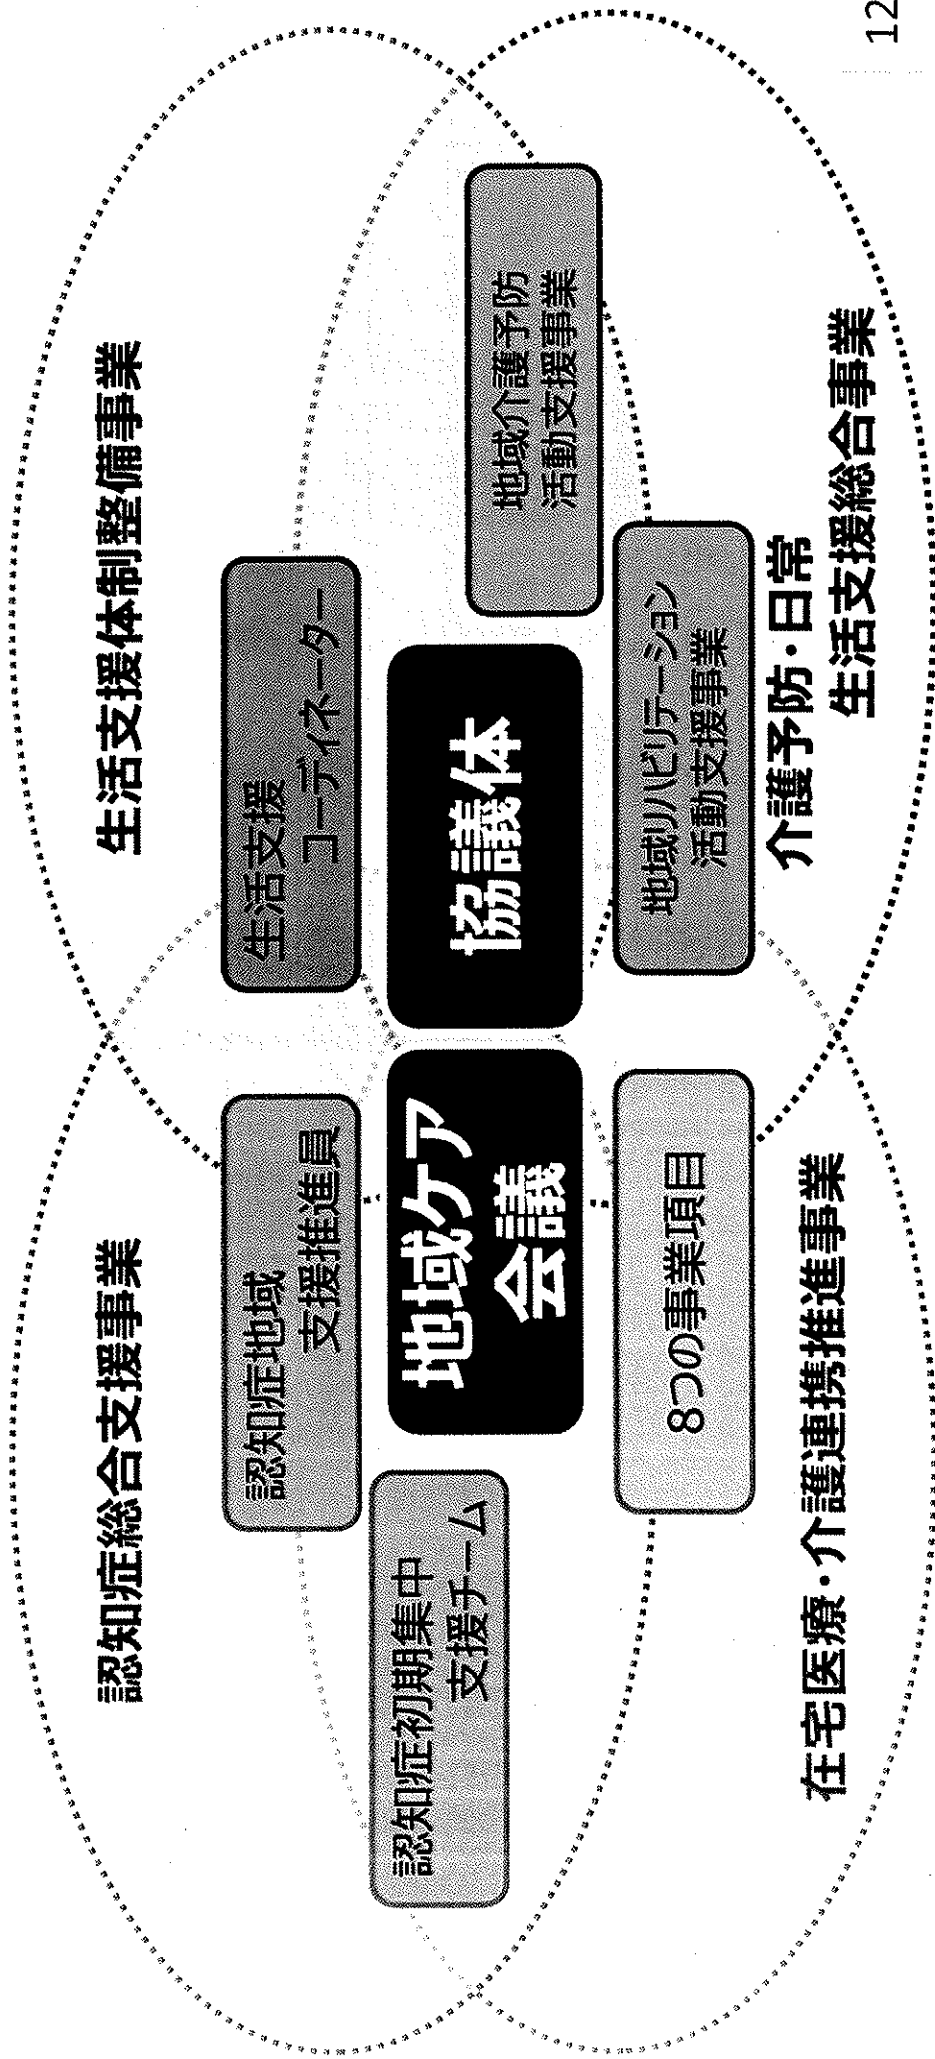 認知症総合支援事業
生活支援体制整備事業
認知症地域
支援推進員
生活支援
コーディネーター
認知症初期集中
支援チーム
地域ケア
会議
協議体
地域介護予防
活動支援事業
8つの事業項目
地域リハビリテーション
活動支援事業
在宅医療・介護連携推進事業
介護予防・日常
生活支援総合事業
12